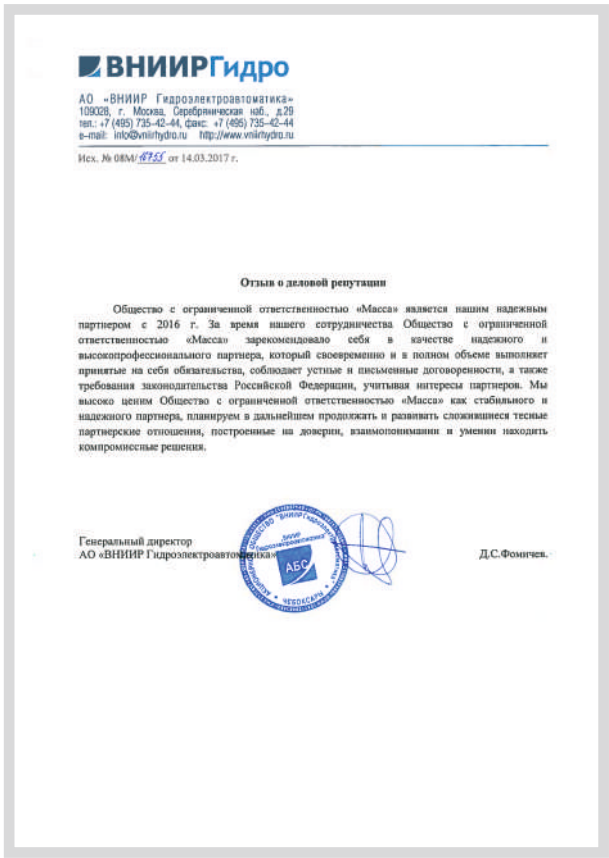 ВНИИРГидро
АО «ВНИИР Гидроэлектроавтоматика»
109028, г. Москва, Серебряническая наб., д.29
тел.: +7 (495) 735-42-44, факс: +7 (495) 735-42-44
e-mail: info@vniirhydro.ru http://www.vniirhydro.ru
Исх. № 08М/ от 14.03.2017 г.
Отзыв о деловой репутации
Общество с ограниченной ответственностью «Масса» является нашим надежным
партнером с 2016 г. За время нашего сотрудничества Общество с ограниченной
ответственностью «Масса» зарекомендовало себя в качестве надежного и
высокопрофессионального партнера, который своевременно и в полном объеме выполняет
принятые на себя обязательства, соблюдает устные и письменные договоренности, а также
требования законодательства Российской Федерации, учитывая интересы партнеров. Мы
высоко ценим Общество с ограниченной ответственностью «Масса» как стабильного и
надежного партнера, планируем в дальнейшем продолжать и развивать сложившиеся тесные
партнерские отношения, построенные на доверии, взаимопонимании и умении находить
компромиссные решения.
Генеральный директор
АО «ВНИИР Гидроэлектроавтоматика»
Д.С.Фомичев.
АКЦИОНЕРНОЕ ОБЩЕСТВО "ВНИИР Гидроэлектроавтоматика"
"ВНИИР
Гидроэлектроавтоматика"
АБС
ЧЕБОКСАРЫ